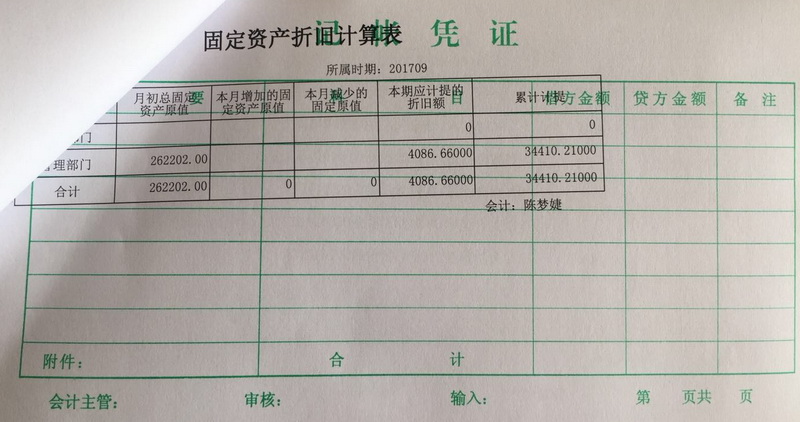 记 账 凭 证
固定资产折旧计算表
所属时期：201709
月初总固定资产原值 本月增加的固定资产原值 本月减少的固定原值 本期应计提的折旧额 累计计提
要 目 借方金额 贷方金额 备 注
门 0 0
管理部门 262202.00 4086.66000 34410.21000
合计 262202.00 0 0 4086.66000 34410.21000
会计：陈梦婕
附件： 合 计
会计主管： 审核： 输入： 第 页共 页